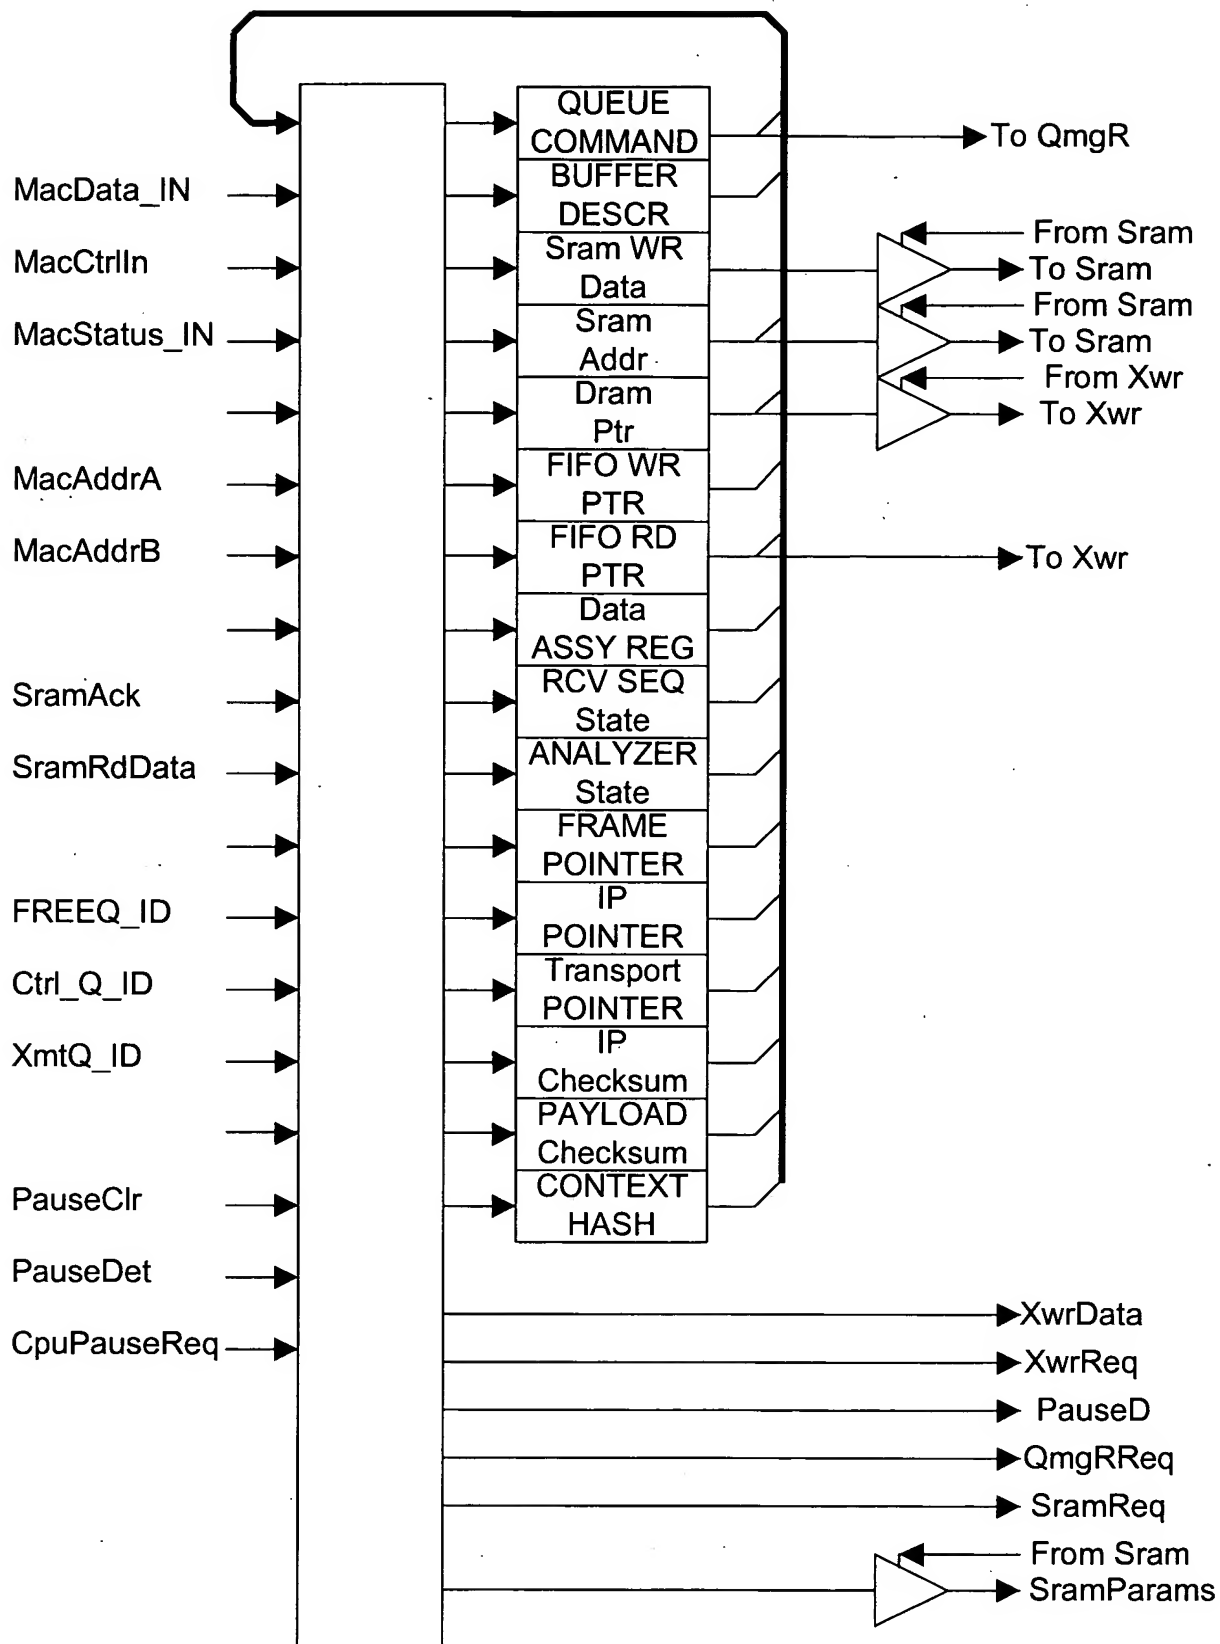 QUEUE
COMMAND
To QmgR
MacData_IN
BUFFER
DESCR
From Sram
MacCtrlIn
Sram WR
Data
To Sram
From Sram
MacStatus_IN
Sram
Addr
To Sram
From Xwr
Dram
Ptr
To Xwr
MacAddrA
FIFO WR
PTR
MacAddrB
FIFO RD
PTR
To Xwr
Data
ASSY REG
SramAck
RCV SEQ
State
SramRdData
ANALYZER
State
FRAME
POINTER
FREEQ_ID
IP
POINTER
Ctrl_Q_ID
Transport
POINTER
XmtQ_ID
IP
Checksum
PAYLOAD
Checksum
PauseClr
CONTEXT
HASH
PauseDet
XwrData
CpuPauseReq
XwrReq
PauseD
QmgRReq
SramReq
From Sram
SramParams